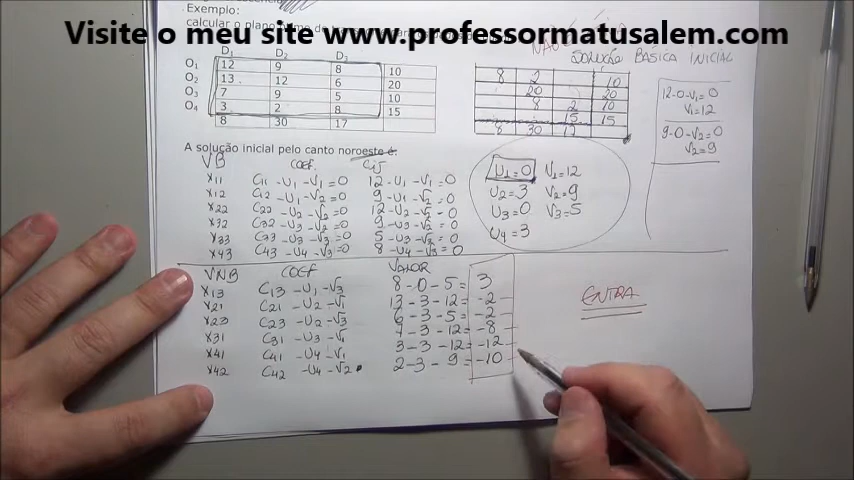 Exemplo:
calcular o plano
Visite o meu site www.professormatusalem.com
SOLUÇÃO BÁSICA INICIAL
D1 D2 D3
O1 12 9 8 10
O2 13 12 6 20
O3 7 9 5 10
O4 3 2 8 15
8 30 17
8 2 10
20 20
8 2 10
15 15
8 30 17
12-0-V1=0
V1=12
9-0-V2=0
V2=9
A solução inicial pelo canto noroeste é:
VB COEF. Cij
X11 C11 -U1 -V1=0 12 -U1 -V1=0
X12 C12 -U1 -V2=0 9 -U1 -V2=0
X22 C22 -U2 -V2=0 12 -U2 -V2=0
X32 C32 -U3 -V2=0 9 -U3 -V2=0
X33 C33 -U3 -V3=0 5 -U3 -V3=0
X43 C43 -U4 -V3=0 8 -U4 -V3=0
U1=0 V1=12
U2=3 V2=9
U3=0 V3=5
U4=3
VNB COEF VALOR
X13 C13 -U1 -V3 8-0-5= 3
X21 C21 -U2 -V1 13-3-12= -2
X23 C23 -U2 -V3 6-3-5= -2
X31 C31 -U3 -V1 7-3-12= -8
X41 C41 -U4 -V1 3-3-12= -12
X42 C42 -U4 -V2 2-3-9= -10
ENTRA